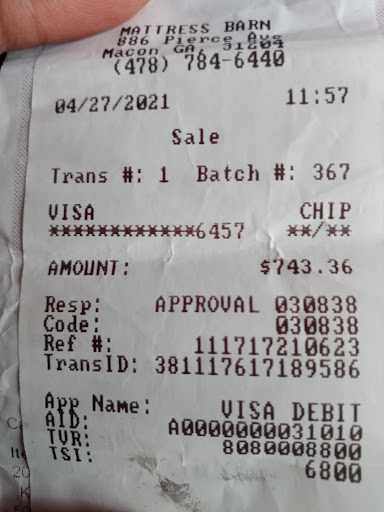 MATTRESS BARN
886 Pierce Ave
Macon GA, 31204
(478) 784-6440
04/27/2021 11:57
Sale
Trans #: 1 Batch #: 367
VISA CHIP
************6457 **/**
AMOUNT: $743.36
Resp: APPROVAL 030838
Code: 030838
Ref #: 111717210623
TransID: 381117617189586
App Name: VISA DEBIT
AID: A0000000031010
TVR: 8080008800
TSI: 6800